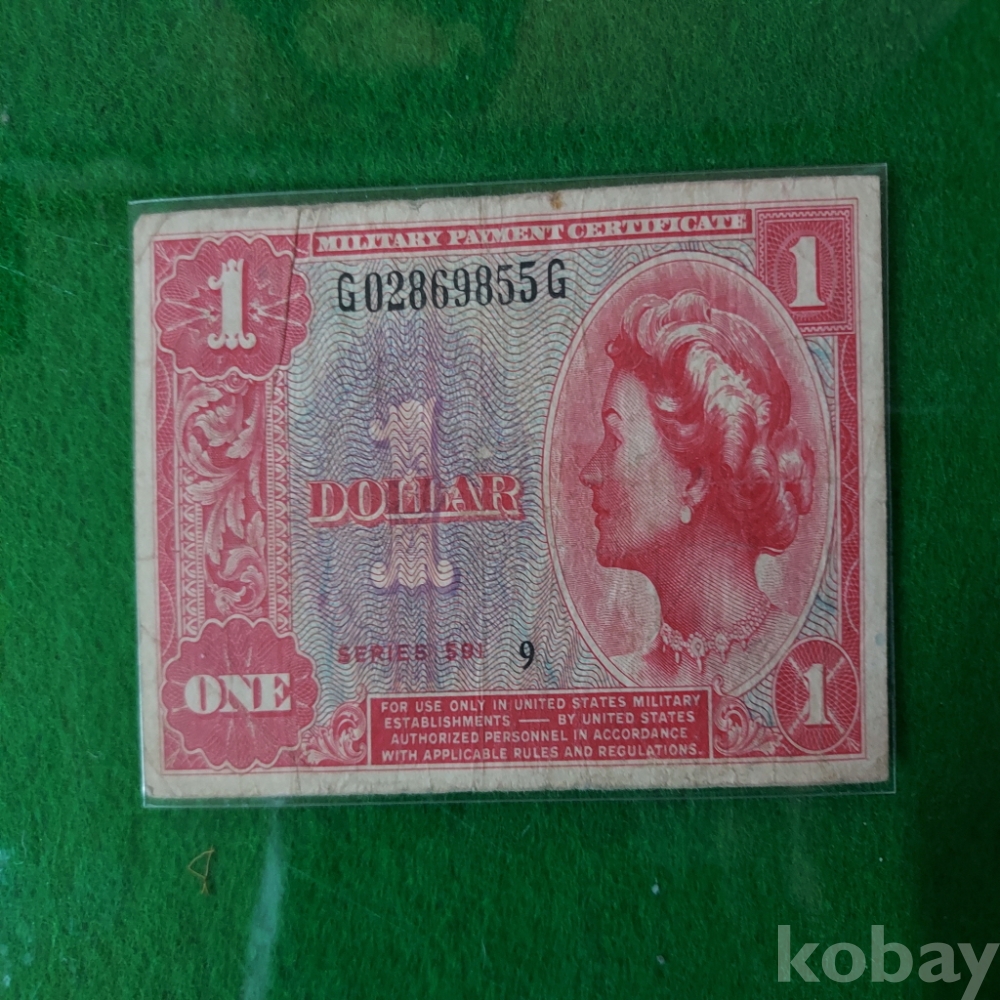 MILITARY PAYMENT CERTIFICATE
1
1
G02869855G
1
DOLLAR
SERIES 591
9
ONE
1
FOR USE ONLY IN UNITED STATES MILITARY
ESTABLISHMENTS — BY UNITED STATES
AUTHORIZED PERSONNEL IN ACCORDANCE
WITH APPLICABLE RULES AND REGULATIONS.
kobay